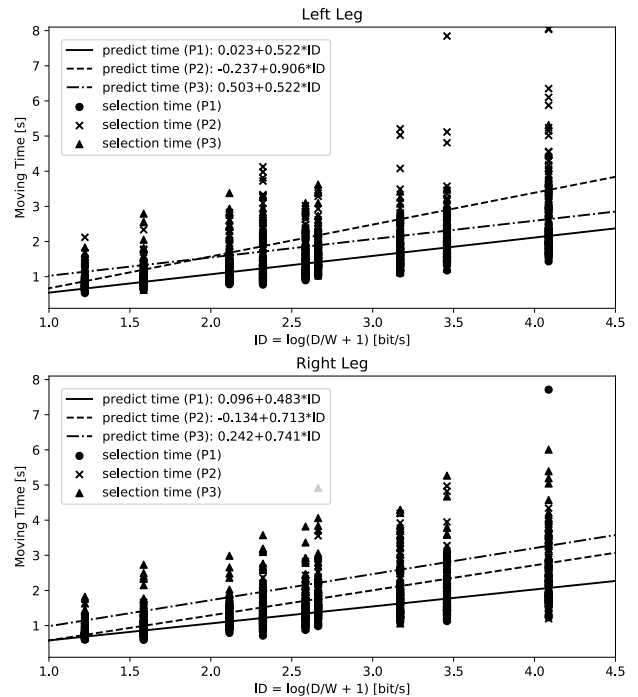 Left Leg
8
7
6
5
4
3
2
1
Moving Time [s]
predict time (P1): 0.023+0.522*ID
predict time (P2): -0.237+0.906*ID
predict time (P3): 0.503+0.522*ID
selection time (P1)
selection time (P2)
selection time (P3)
1.0 1.5 2.0 2.5 3.0 3.5 4.0 4.5
ID = log(D/W + 1) [bit/s]
Right Leg
8
7
6
5
4
3
2
1
Moving Time [s]
predict time (P1): 0.096+0.483*ID
predict time (P2): -0.134+0.713*ID
predict time (P3): 0.242+0.741*ID
selection time (P1)
selection time (P2)
selection time (P3)
1.0 1.5 2.0 2.5 3.0 3.5 4.0 4.5
ID = log(D/W + 1) [bit/s]